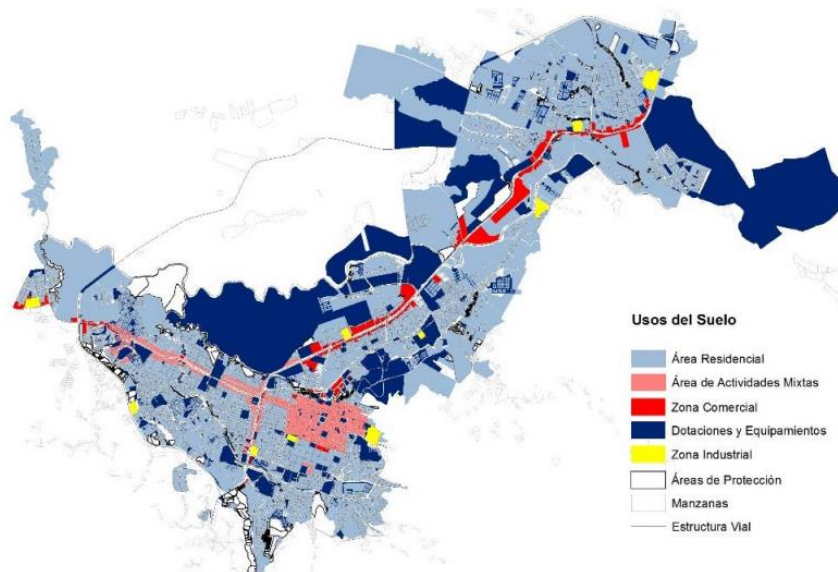 Usos del Suelo
Área Residencial
Área de Actividades Mixtas
Zona Comercial
Dotaciones y Equipamientos
Zona Industrial
Áreas de Protección
Manzanas
Estructura Vial